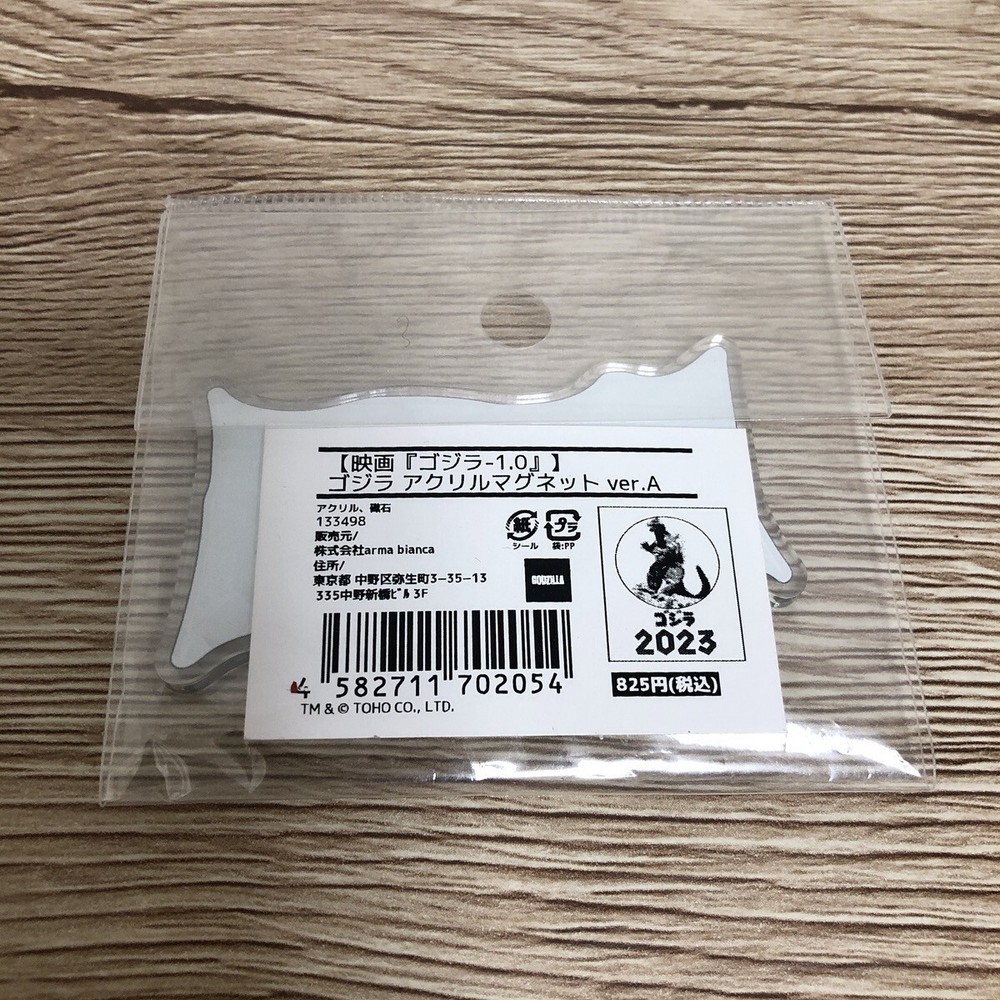 【映画『ゴジラ-1.0』】
ゴジラ アクリルマグネット ver.A
アクリル、磁石
133498
販売元/
株式会社arma bianca
住所/
東京都 中野区弥生町3-35-13
335中野新橋ビル 3F
紙
シール
プラ
袋:PP
GODZILLA
ゴジラ
2023
825円(税込)
4 582711 702054
TM & © TOHO CO., LTD.